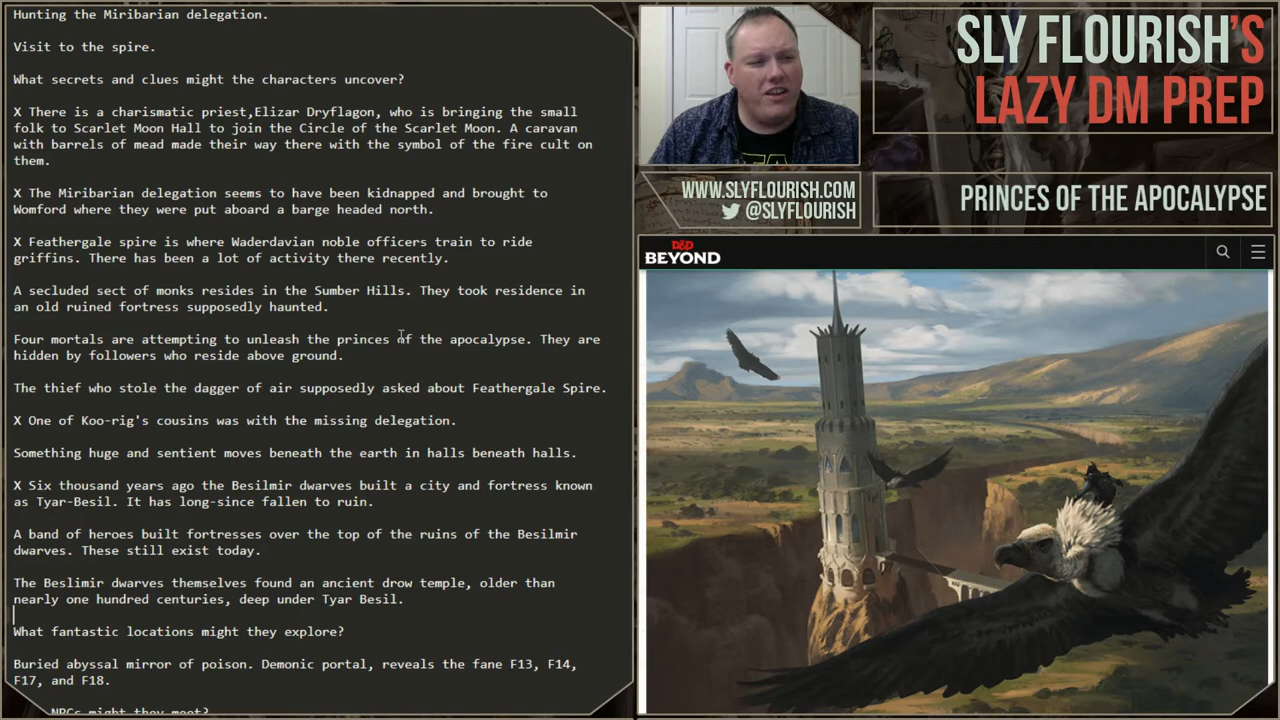 Hunting the Miribarian delegation.
Visit to the spire.
What secrets and clues might the characters uncover?
X There is a charismatic priest,Elizar Dryflagon, who is bringing the small
folk to Scarlet Moon Hall to join the Circle of the Scarlet Moon. A caravan
with barrels of mead made their way there with the symbol of the fire cult on
them.
X The Miribarian delegation seems to have been kidnapped and brought to
Womford where they were put aboard a barge headed north.
X Feathergale spire is where Waderdavian noble officers train to ride
griffins. There has been a lot of activity there recently.
A secluded sect of monks resides in the Sumber Hills. They took residence in
an old ruined fortress supposedly haunted.
Four mortals are attempting to unleash the princes of the apocalypse. They are
hidden by followers who reside above ground.
The thief who stole the dagger of air supposedly asked about Feathergale Spire.
X One of Koo-rig's cousins was with the missing delegation.
Something huge and sentient moves beneath the earth in halls beneath halls.
X Six thousand years ago the Besilmir dwarves built a city and fortress known
as Tyar-Besil. It has long-since fallen to ruin.
A band of heroes built fortresses over the top of the ruins of the Besilmir
dwarves. These still exist today.
The Beslimir dwarves themselves found an ancient drow temple, older than
nearly one hundred centuries, deep under Tyar Besil.
What fantastic locations might they explore?
Buried abyssal mirror of poison. Demonic portal, reveals the fane F13, F14,
F17, and F18.
NPCs might they meet?
SLY FLOURISH'S
LAZY DM PREP
WWW.SLYFLOURISH.COM
@SLYFLOURISH
PRINCES OF THE APOCALYPSE
D&D
BEYOND